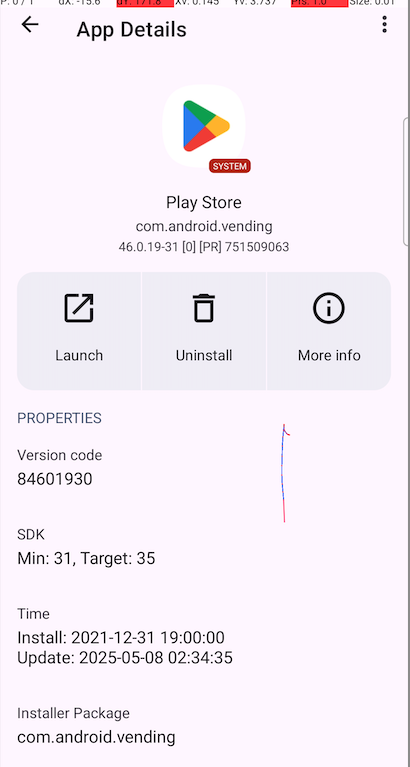 P: 0 / 1 dX: -15.6 dY: 171.8 Xv: 0.145 Yv: 3.737 Prs: 1.0 Size: 0.01
App Details
SYSTEM
Play Store
com.android.vending
46.0.19-31 [0] [PR] 751509063
Launch Uninstall More info
PROPERTIES
Version code
84601930
SDK
Min: 31, Target: 35
Time
Install: 2021-12-31 19:00:00
Update: 2025-05-08 02:34:35
Installer Package
com.android.vending